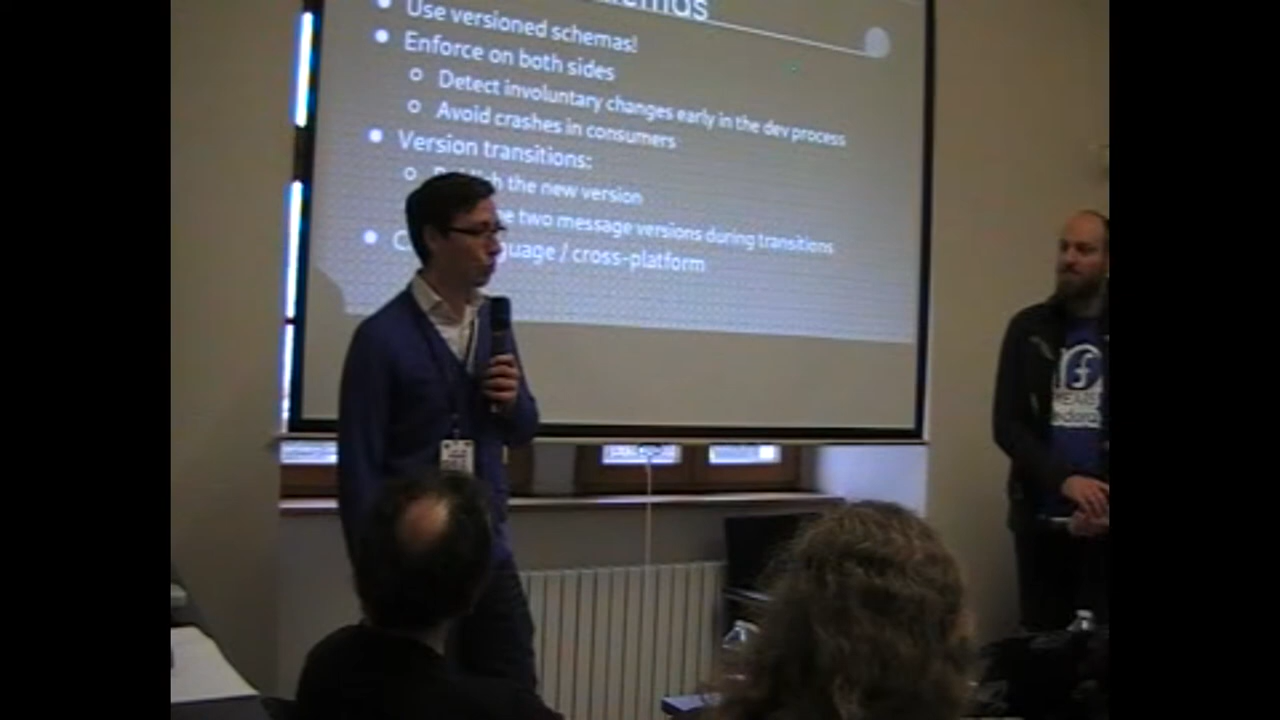 Use versioned schemas!
Enforce on both sides
Detect involuntary changes early in the dev process
Avoid crashes in consumers
Version transitions:
the new version
two message versions during transitions
/ cross-platform